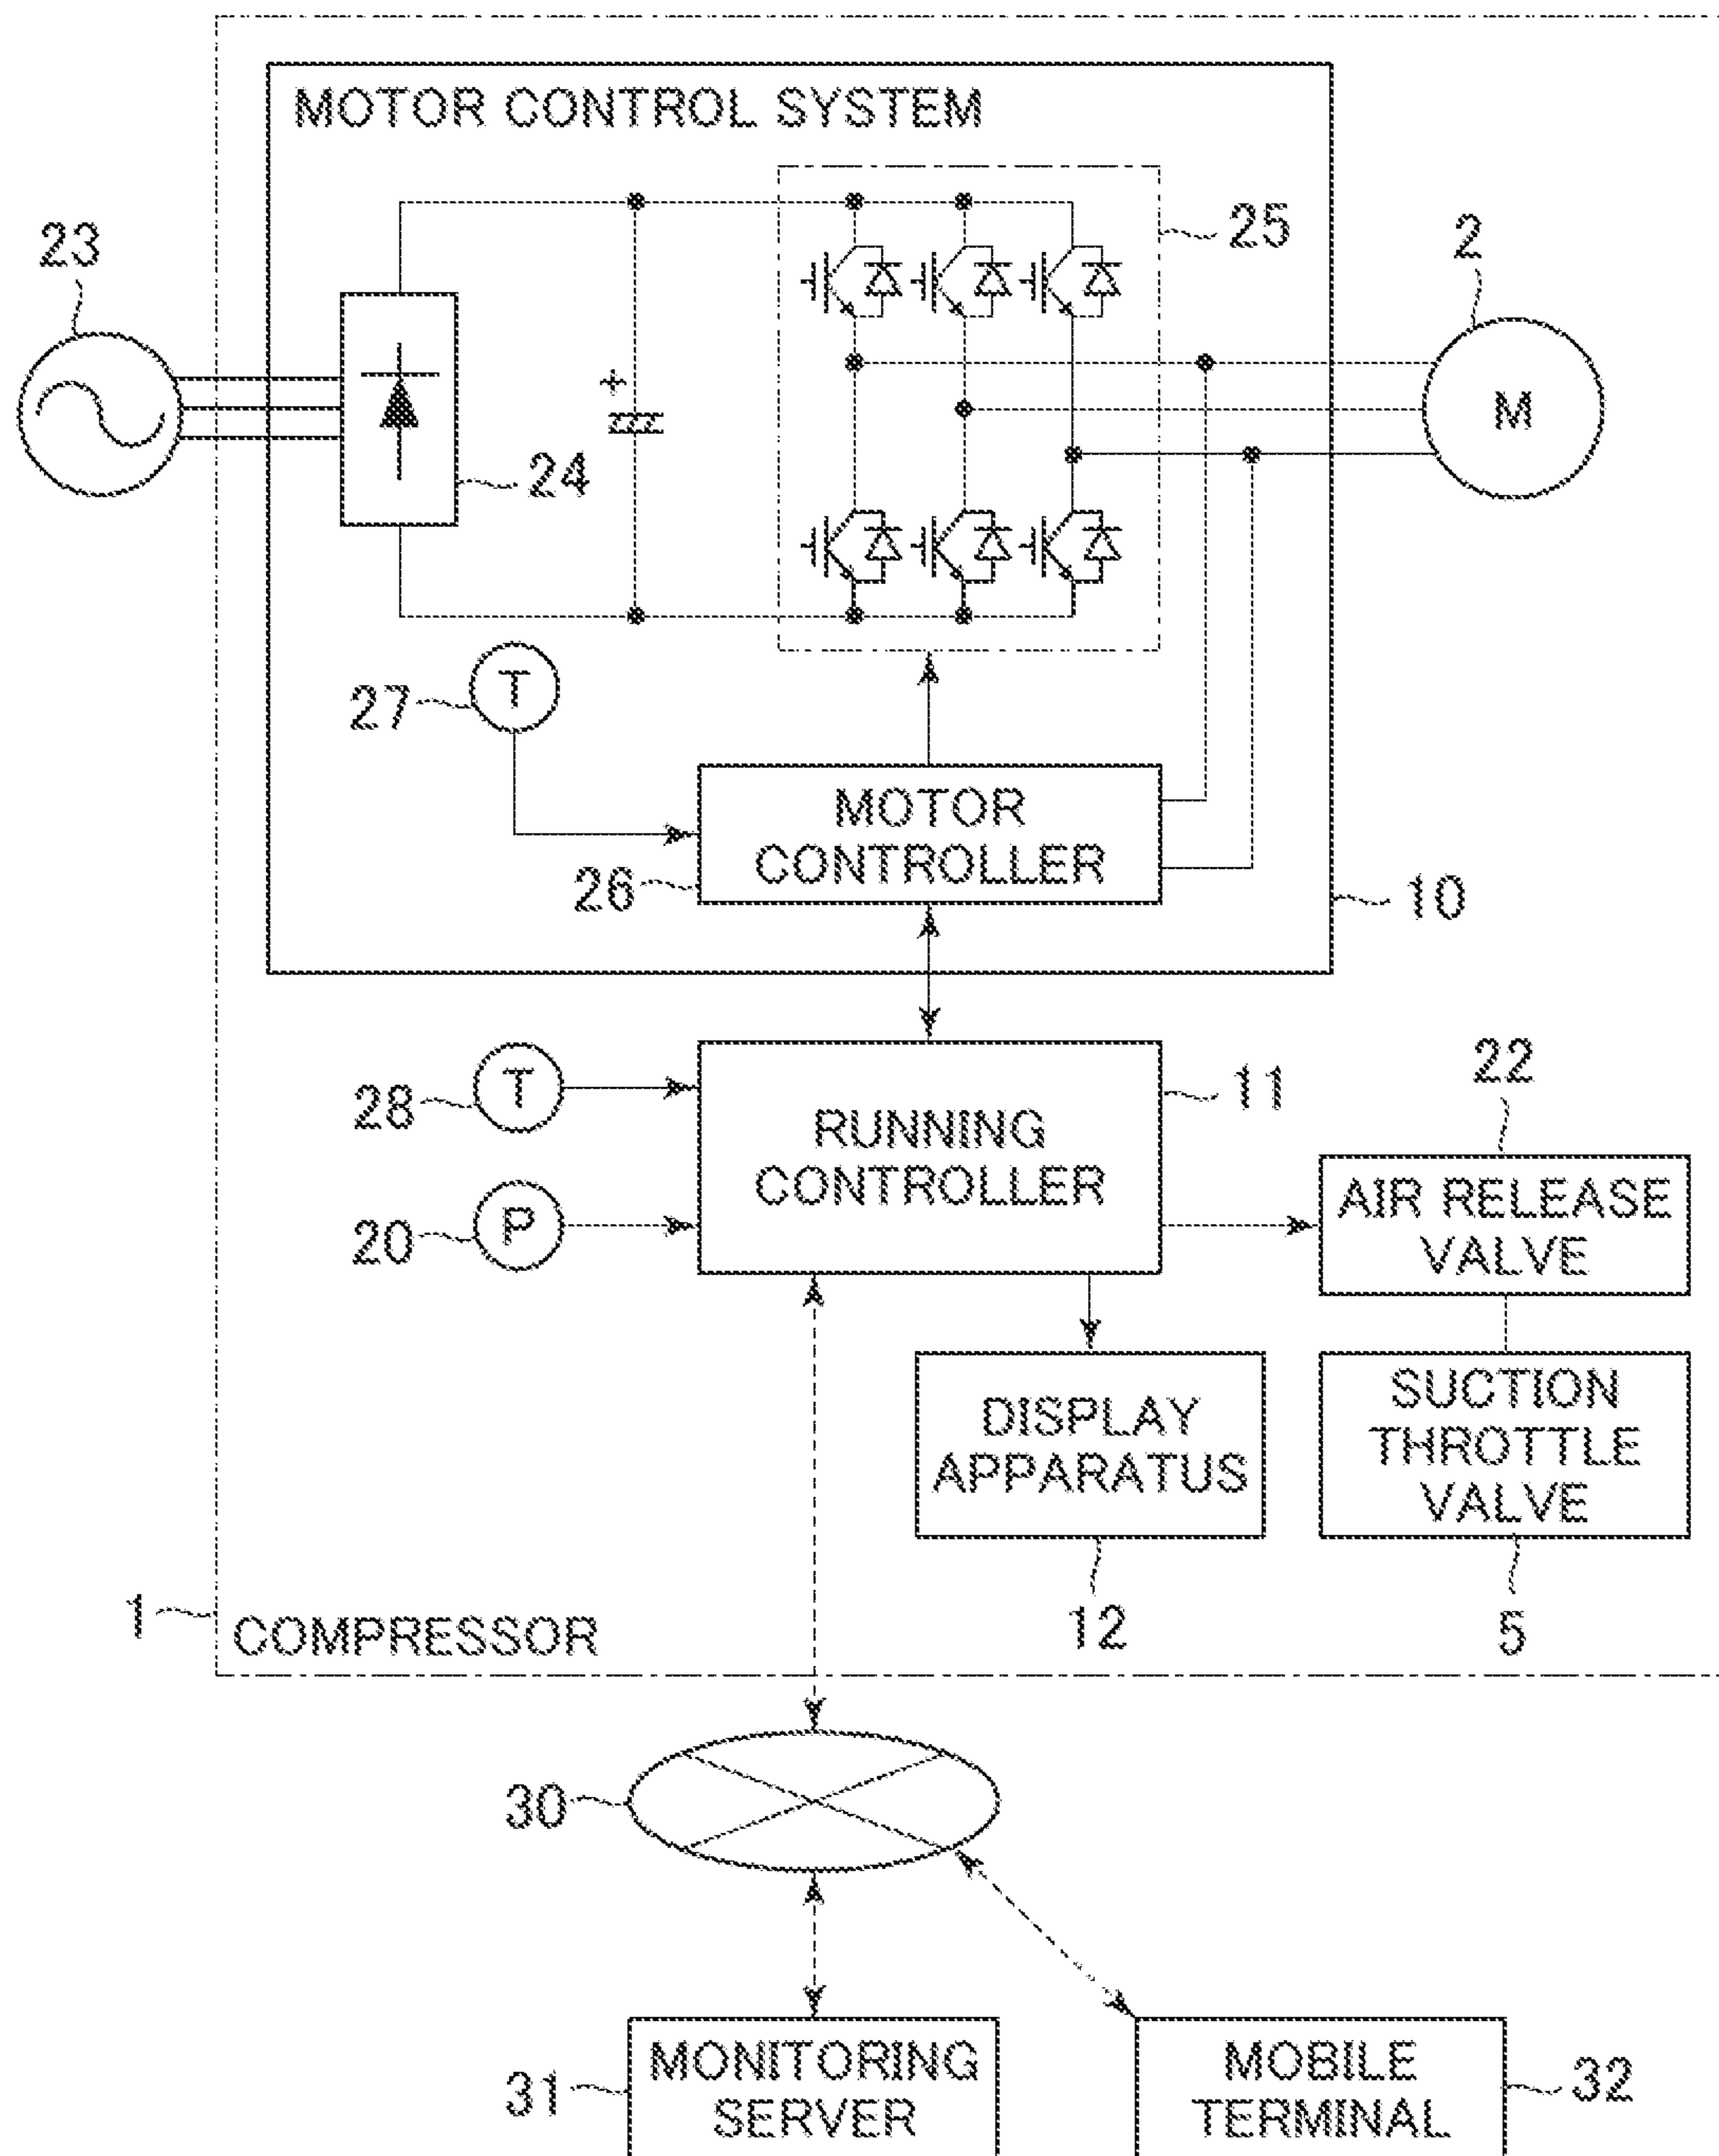 MOTOR CONTROL SYSTEM
25
2
23
M
+
24
T
27
MOTOR
CONTROLLER
26
10
T
28
RUNNING
CONTROLLER
11
22
P
20
AIR RELEASE
VALVE
DISPLAY
APPARATUS
SUCTION
THROTTLE
VALVE
12
5
1
COMPRESSOR
30
31
MONITORING
SERVER
MOBILE
TERMINAL
32